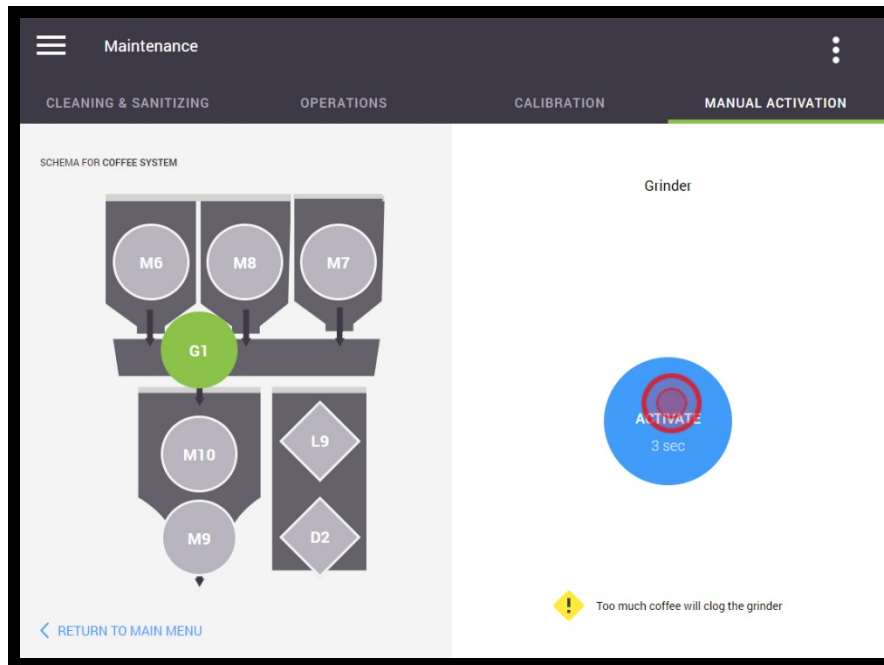 Maintenance
CLEANING & SANITIZING OPERATIONS CALIBRATION MANUAL ACTIVATION
SCHEMA FOR COFFEE SYSTEM
Grinder
M6 M8 M7
G1
ACTIVATE
3 sec
M10 L9
M9 D2
Too much coffee will clog the grinder
RETURN TO MAIN MENU